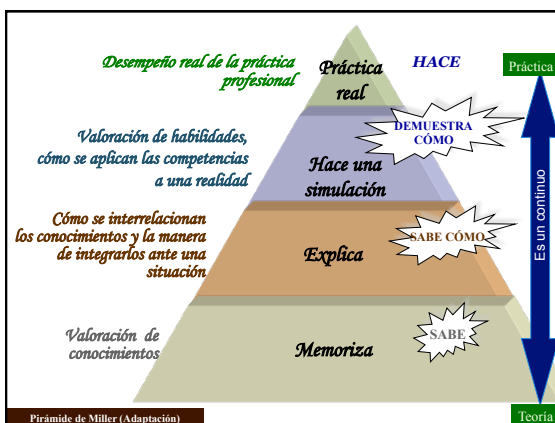 Desempeño real de la práctica
profesional
Práctica
real
HACE
Práctica
Valoración de habilidades,
cómo se aplican las competencias
a una realidad
Hace una
simulación
DEMUESTRA
CÓMO
Cómo se interrelacionan
los conocimientos y la manera
de integrarlos ante una
situación
Explica
SABE CÓMO
Es un continuo
Valoración de
conocimientos
Memoriza
SABE
Pirámide de Miller (Adaptación)
Teoría